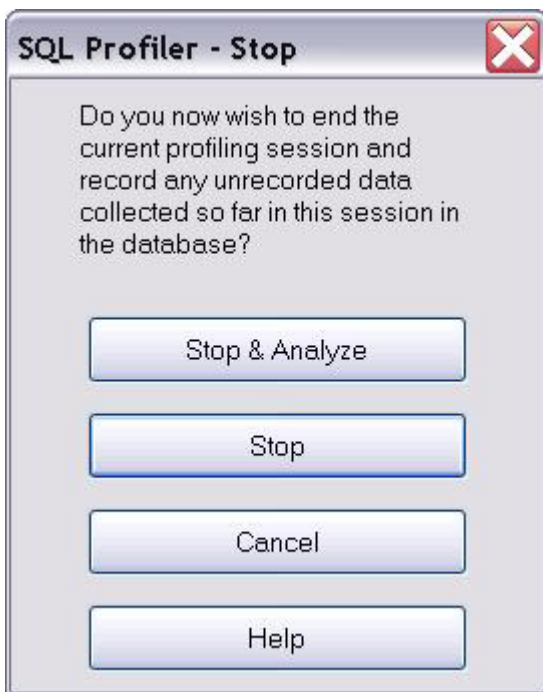 SQL Profiler - Stop
Do you now wish to end the
current profiling session and
record any unrecorded data
collected so far in this session in
the database?
Stop & Analyze
Stop
Cancel
Help